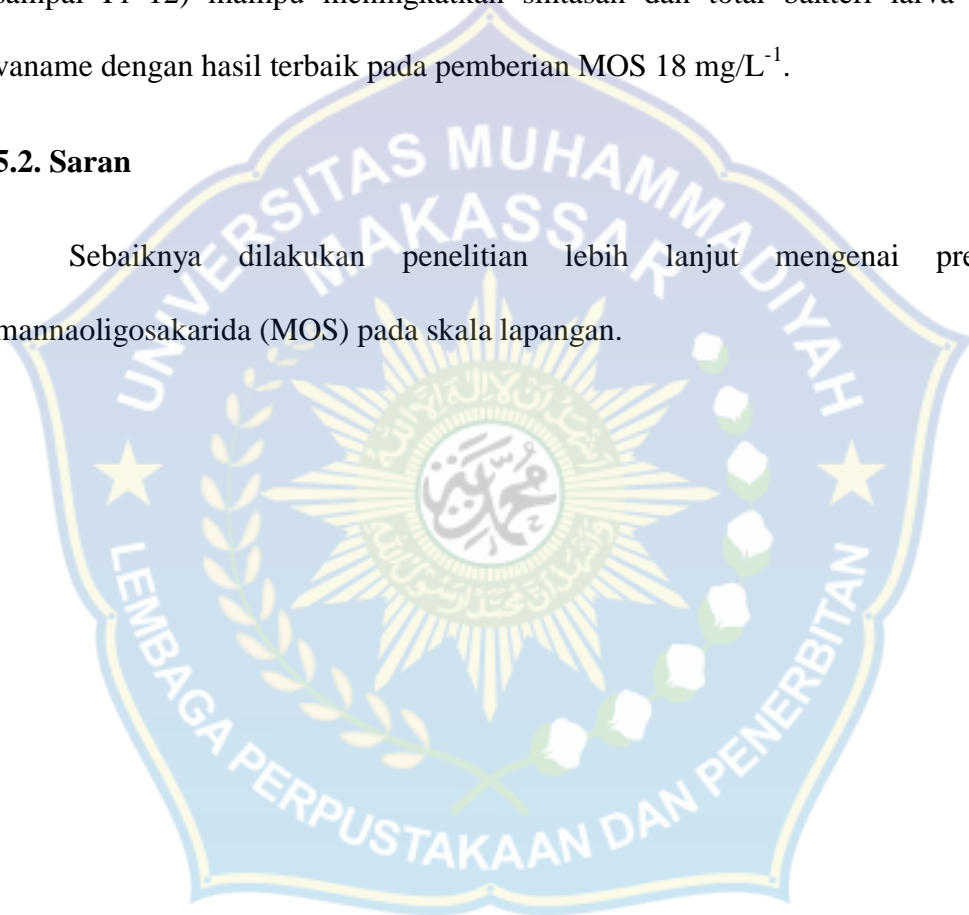 sampai PI 12) mampu meningkatkan sintasan dan total bakteri larva
vaname dengan hasil terbaik pada pemberian MOS 18 mg/L-1.
5.2. Saran
Sebaiknya dilakukan penelitian lebih lanjut mengenai pre
mannaoligosakarida (MOS) pada skala lapangan.
UNIVERSITAS MUHAMMADIYAH
MAKASSAR
LEMBAGA PERPUSTAKAAN DAN PENERBITAN